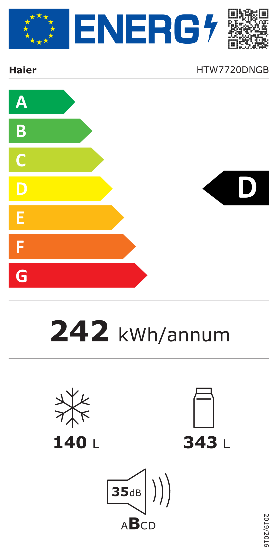 ENERG
Haier HTW7720DNGB
A
B
C
D
D
E
F
G
242 kWh/annum
140 L 343 L
35dB
ABCD
2019/2016